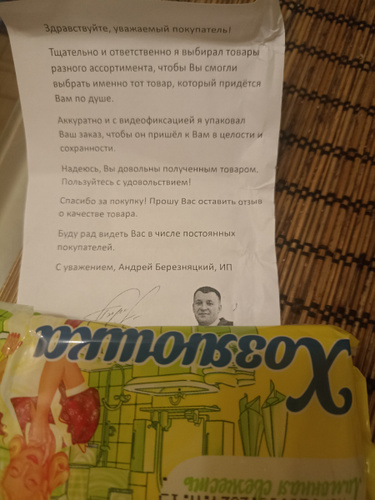 Здравствуйте, уважаемый покупатель!
Тщательно и ответственно я выбирал товары
разного ассортимента, чтобы Вы смогли
выбрать именно тот товар, который придётся
Вам по душе.
Аккуратно и с видеофиксацией я упаковал
Ваш заказ, чтобы он пришёл к Вам в целости и
сохранности.
Надеюсь, Вы довольны полученным товаром.
Пользуйтесь с удовольствием!
Спасибо за покупку! Прошу Вас оставить отзыв
о качестве товара.
Буду рад видеть Вас в числе постоянных
покупателей.
С уважением, Андрей Березняцкий, ИП
Хозяюшка
лимонная свежесть